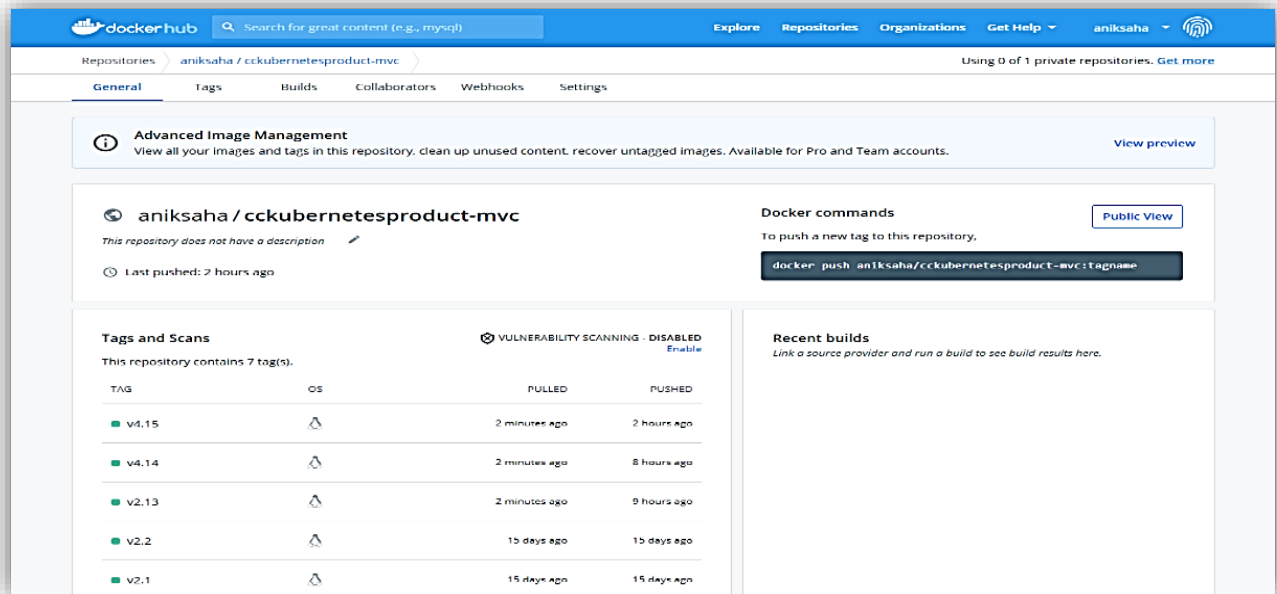 dockerhub Search for great content (e.g., mysql) Explore Repositories Organizations Get Help aniksaha
Repositories aniksaha / cckubernetesproduct-mvc Using 0 of 1 private repositories. Get more
General Tags Builds Collaborators Webhooks Settings
Advanced Image Management
View all your images and tags in this repository, clean up unused content, recover untagged images. Available for Pro and Team accounts.
View preview
aniksaha / cckubernetesproduct-mvc
This repository does not have a description
Last pushed: 2 hours ago
Docker commands
Public View
To push a new tag to this repository,
docker push aniksaha/cckubernetesproduct-mvc:tagname
Tags and Scans
VULNERABILITY SCANNING - DISABLED
Enable
This repository contains 7 tag(s).
TAG OS PULLED PUSHED
v4.15 2 minutes ago 2 hours ago
v4.14 2 minutes ago 8 hours ago
v2.13 2 minutes ago 9 hours ago
v2.2 15 days ago 15 days ago
v2.1 15 days ago 15 days ago
Recent builds
Link a source provider and run a build to see build results here.